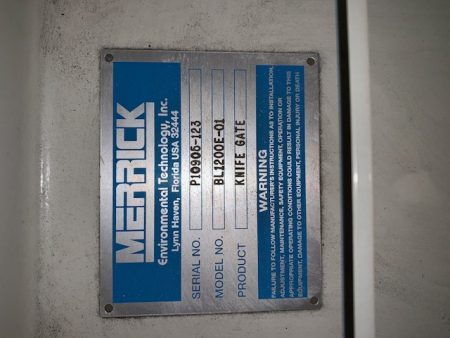 MERRICK
Environmental Technology, Inc.
Lynn Haven, Florida USA 32444
SERIAL NO. P10906-123
MODEL NO. BL1200E-01
PRODUCT KNIFE GATE
WARNING
FAILURE TO FOLLOW MANUFACTURER'S INSTRUCTIONS AS TO INSTALLATION,
ADJUSTMENT, MAINTENANCE, SAFETY EQUIPMENT, OPERATION OR
APPROPRIATE OPERATING CONDITIONS COULD RESULT IN DAMAGE TO THIS
EQUIPMENT, DAMAGE TO OTHER EQUIPMENT, PERSONAL INJURY OR DEATH